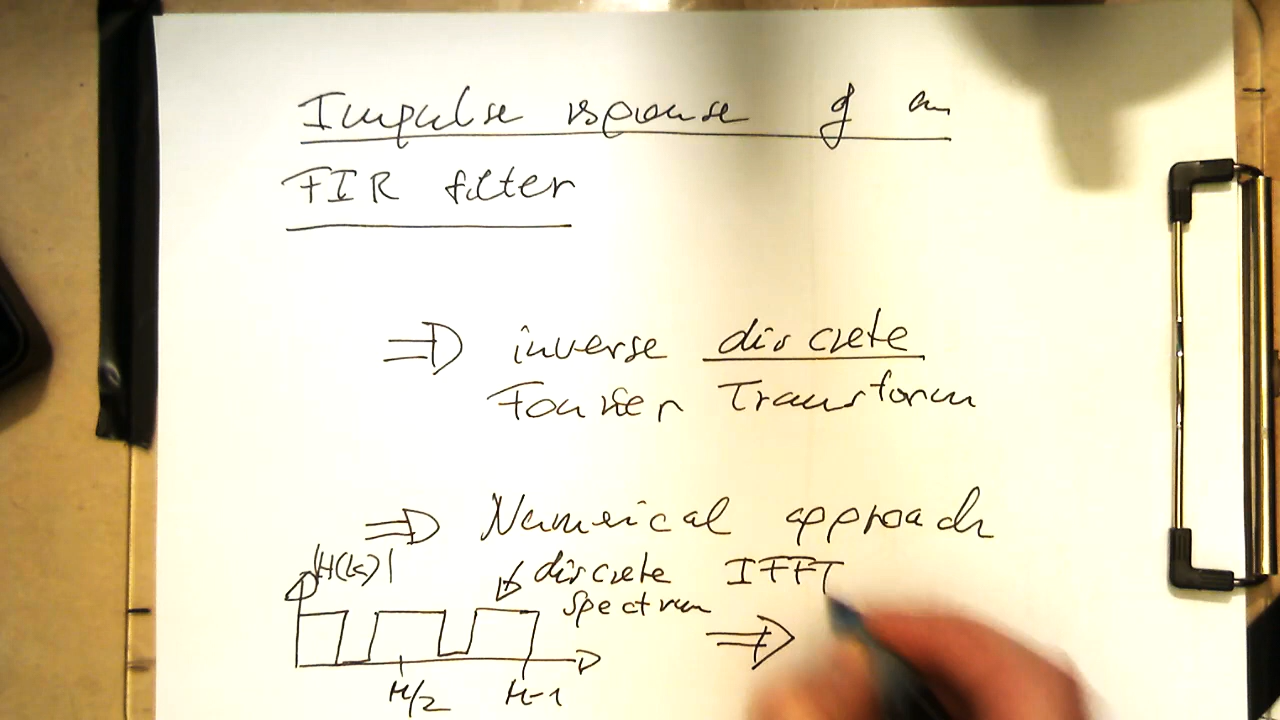 Impulse response of an
FIR filter
⇒ inverse discrete
Fourier Transform
⇒ Numerical approach
|H(k)|
discrete IFFT
spectrum ⇒
M/2 M-1